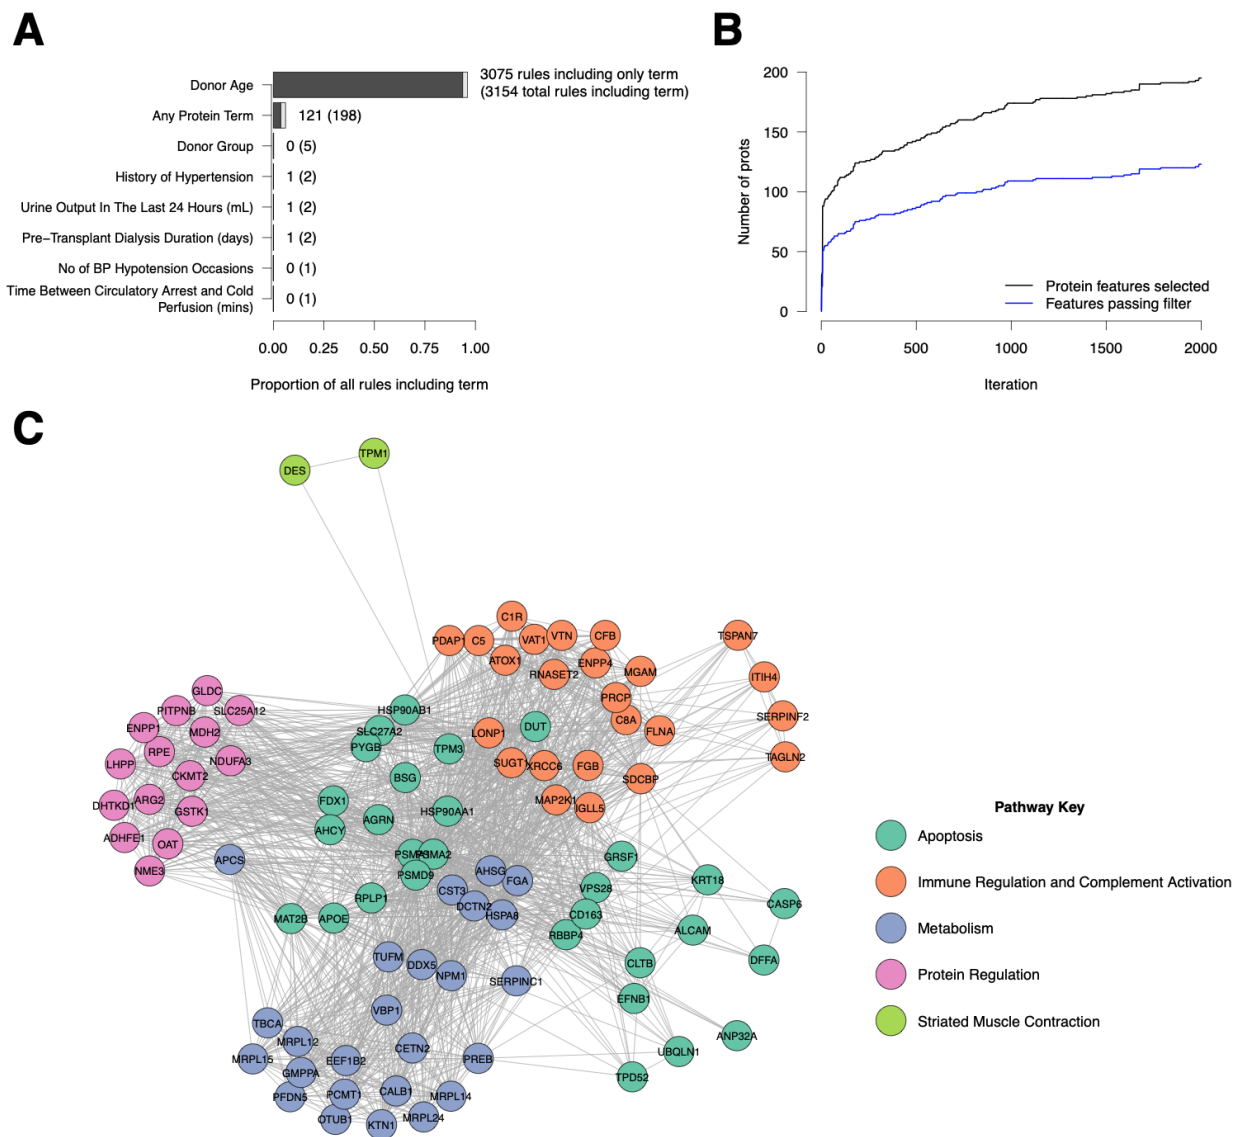 A
Donor Age
3075 rules including only term
(3154 total rules including term)
Any Protein Term
121 (198)
Donor Group
0 (5)
History of Hypertension
1 (2)
Urine Output In The Last 24 Hours (mL)
1 (2)
Pre−Transplant Dialysis Duration (days)
1 (2)
No of BP Hypotension Occasions
0 (1)
Time Between Circulatory Arrest and Cold
Perfusion (mins)
0 (1)
0.00 0.25 0.50 0.75 1.00
Proportion of all rules including term
B
Number of prots
200
150
100
50
0
Protein features selected
Features passing filter
0 500 1000 1500 2000
Iteration
C
TPM1
DES
C1R
PDAP1
C5
VAT1
VTN
CFB
TSPAN7
ATOX1
RNASET2
ENPP4
MGAM
ITIH4
GLDC
PITPNB
SLC25A12
HSP90AB1
PRCP
C8A
SERPINF2
ENPP1
MDH2
SLC27A2
LONP1
DUT
FLNA
RPE
PYGB
TPM3
NDUFA3
LHPP
CKMT2
BSG
SUGT1
XRCC6
FGB
SDCBP
TAGLN2
DHTKD1
ARG2
GSTK1
FDX1
AGRN
HSP90AA1
MAP2K1
IGLL5
AHCY
ADHFE1
OAT
NME3
APCS
PSMA2
PSMD9
AHSG
FGA
GRSF1
CST3
VPS28
KRT18
RPLP1
DCTN2
HSPA8
CD163
CASP6
MAT2B
APOE
RBBP4
ALCAM
TUFM
DDX5
NPM1
SERPINC1
CLTB
DFFA
EFNB1
VBP1
TBCA
MRPL12
CETN2
PREB
ANP32A
UBQLN1
MRPL15
GMPPA
EEF1B2
TPD52
PFDN5
PCMT1
CALB1
MRPL14
OTUB1
KTN1
MRPL24
Pathway Key
Apoptosis
Immune Regulation and Complement Activation
Metabolism
Protein Regulation
Striated Muscle Contraction